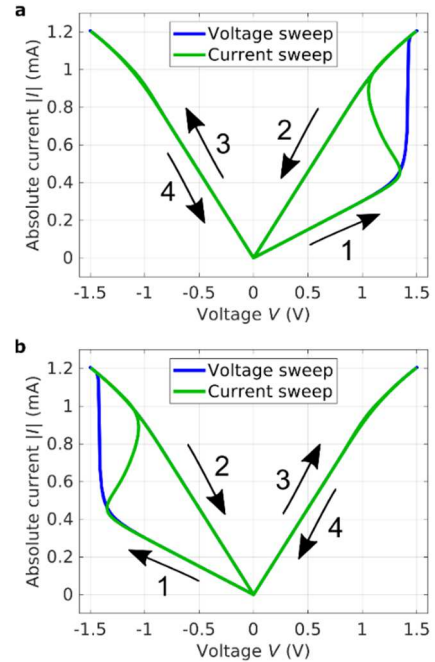 a
1.2
1
0.8
0.6
0.4
0.2
0
Absolute current |I| (mA)
Voltage sweep
Current sweep
3
4
2
1
-1.5 -1 -0.5 0 0.5 1 1.5
Voltage V (V)
b
1.2
1
0.8
0.6
0.4
0.2
0
Absolute current |I| (mA)
Voltage sweep
Current sweep
2
1
3
4
-1.5 -1 -0.5 0 0.5 1 1.5
Voltage V (V)